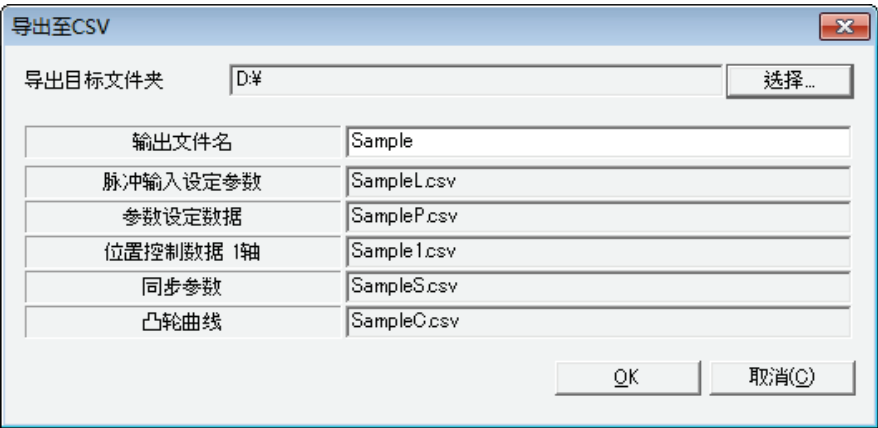 导出至CSV
导出目标文件夹 D:¥ 选择...
输出文件名 Sample
脉冲输入设定参数 SampleL.csv
参数设定数据 SampleP.csv
位置控制数据 1轴 Sample1.csv
同步参数 SampleS.csv
凸轮曲线 SampleC.csv
OK 取消(C)